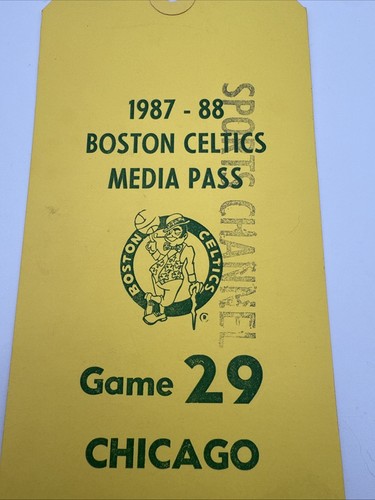 1987 - 88
BOSTON CELTICS
MEDIA PASS
SPORTS CHANNEL
BOSTON CELTICS
®
Game 29
CHICAGO